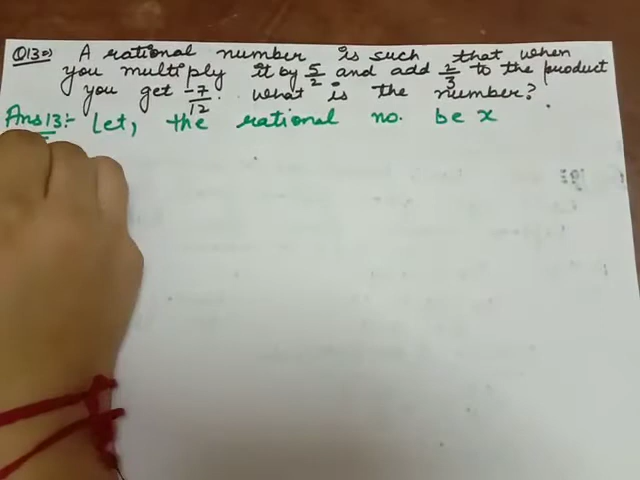 Q13⇒ A rational number is such that when
you multiply it by 5/2 and add 2/3 to the product
you get -7/12. What is the number?
Ans13:- Let, the rational no. be x